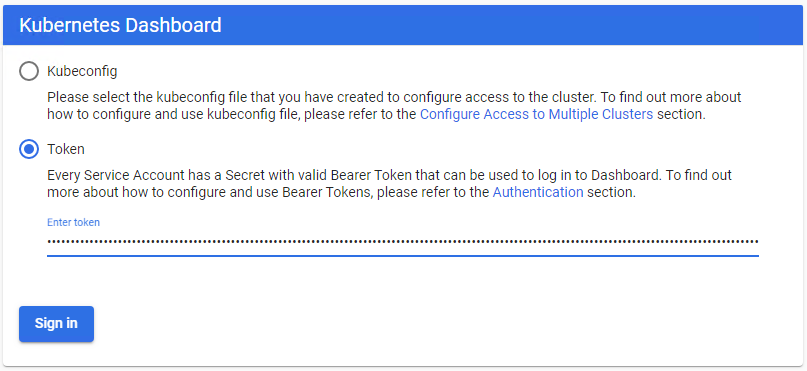 Kubernetes Dashboard
Kubeconfig
Please select the kubeconfig file that you have created to configure access to the cluster. To find out more about
how to configure and use kubeconfig file, please refer to the Configure Access to Multiple Clusters section.
Token
Every Service Account has a Secret with valid Bearer Token that can be used to log in to Dashboard. To find out
more about how to configure and use Bearer Tokens, please refer to the Authentication section.
Enter token
Sign in